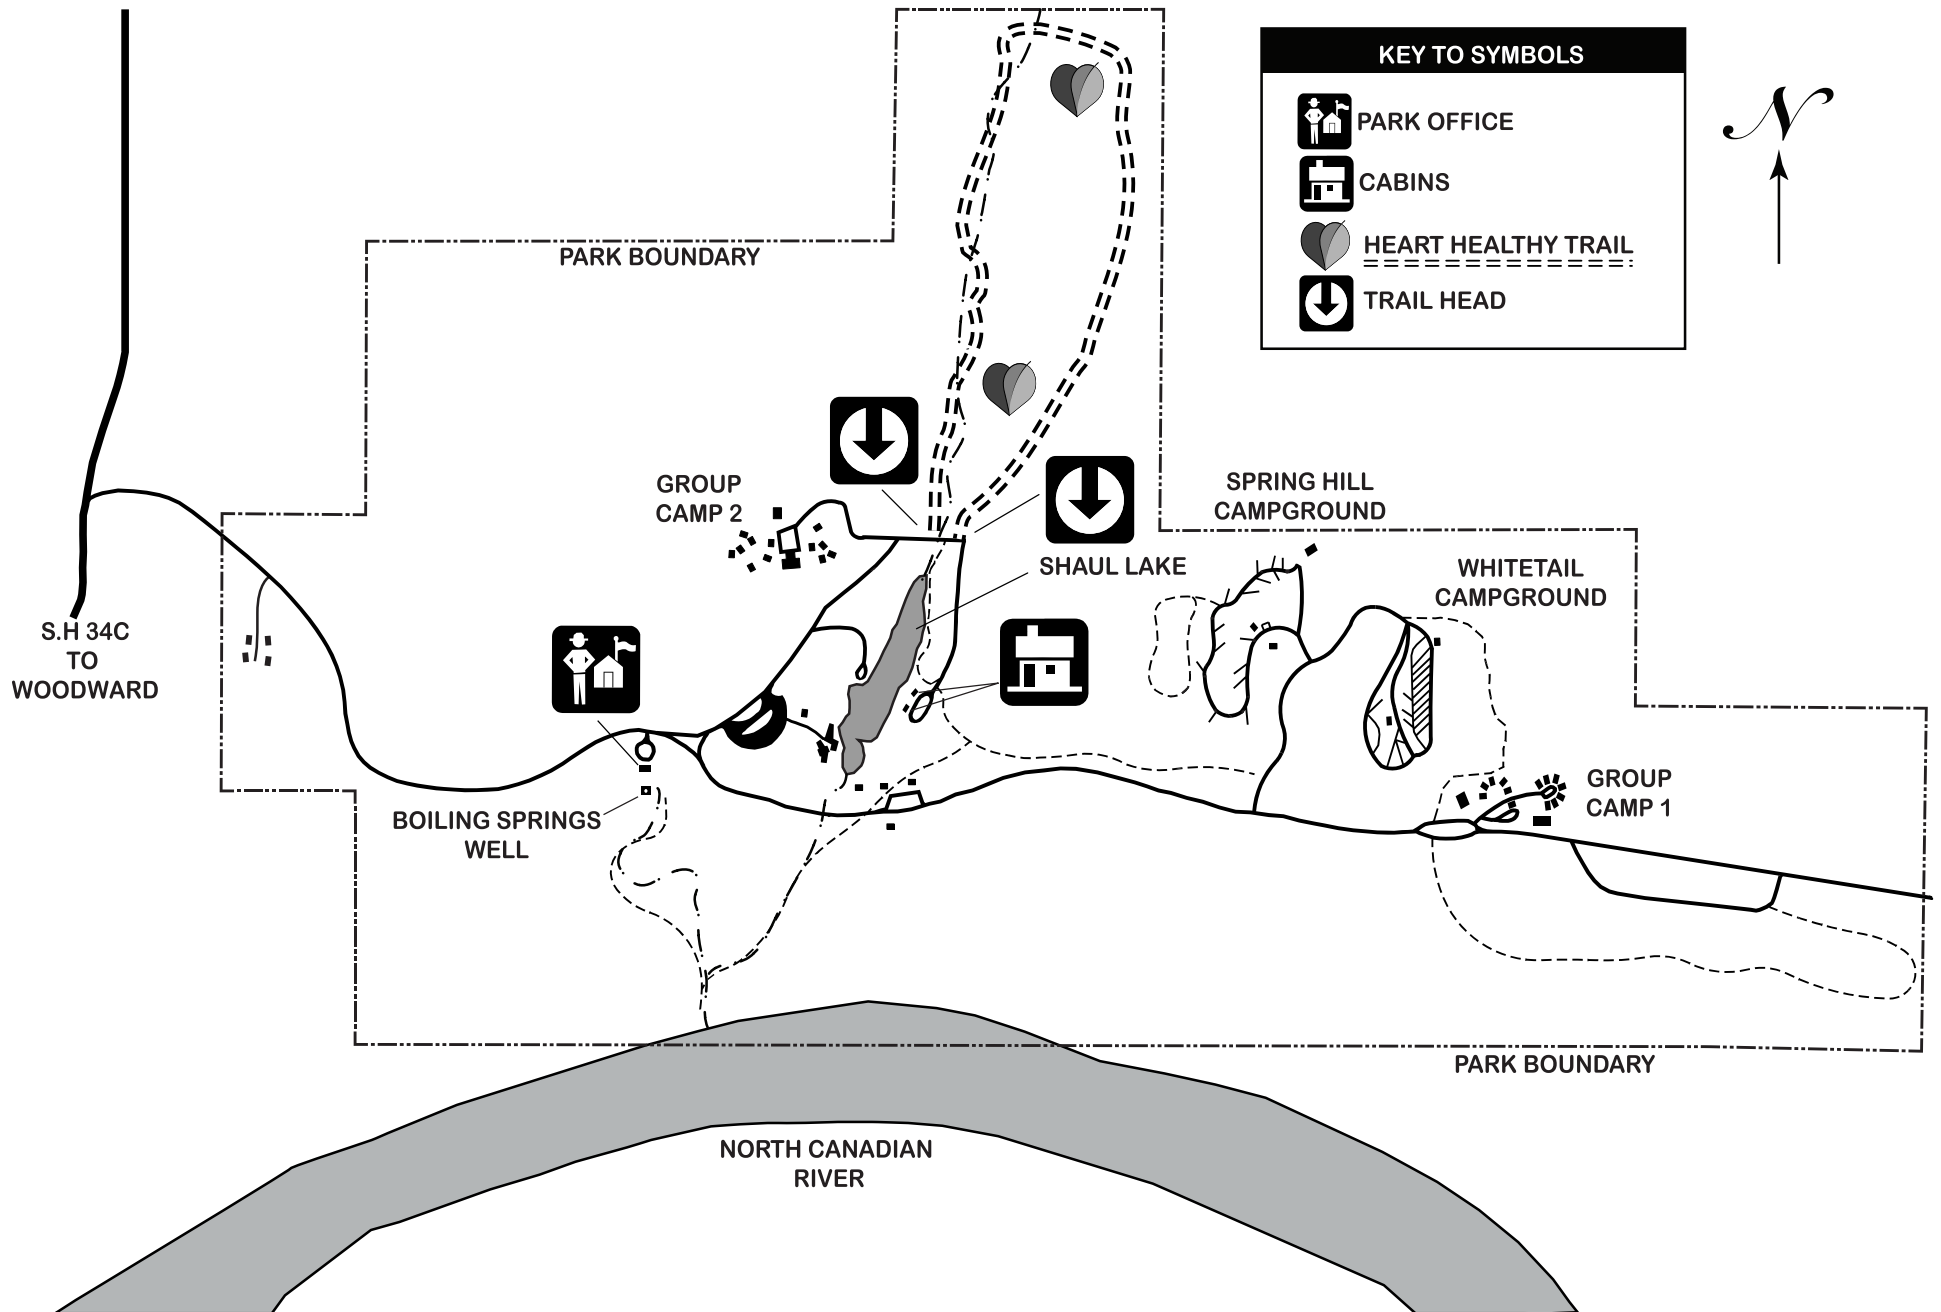 KEY TO SYMBOLS
PARK OFFICE
CABINS
HEART HEALTHY TRAIL
TRAIL HEAD
N
PARK BOUNDARY
GROUP
CAMP 2
SPRING HILL
CAMPGROUND
SHAUL LAKE
WHITETAIL
CAMPGROUND
S.H 34C
TO
WOODWARD
BOILING SPRINGS
WELL
GROUP
CAMP 1
PARK BOUNDARY
NORTH CANADIAN
RIVER